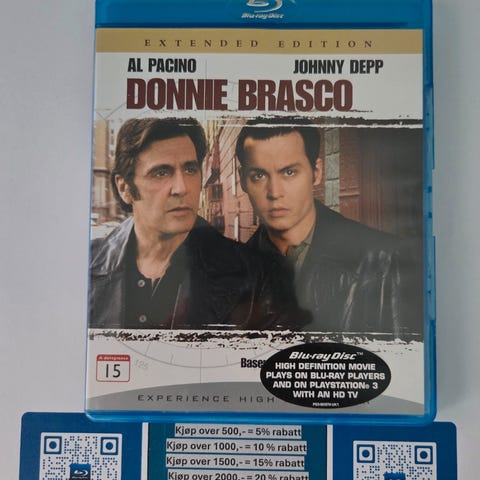 Blu-ray Disc
EXTENDED EDITION
AL PACINO JOHNNY DEPP
DONNIE BRASCO
Blu-ray Disc™
HIGH DEFINITION MOVIE
PLAYS ON BLU-RAY PLAYERS
AND ON PLAYSTATION® 3
WITH AN HD TV
15
EXPERIENCE HIGH
Kjøp over 500,- = 5% rabatt
Kjøp over 1000,- = 10 % rabatt
Kjøp over 1500,- = 15% rabatt
Kjøp over 2000,- = 20 % rabatt